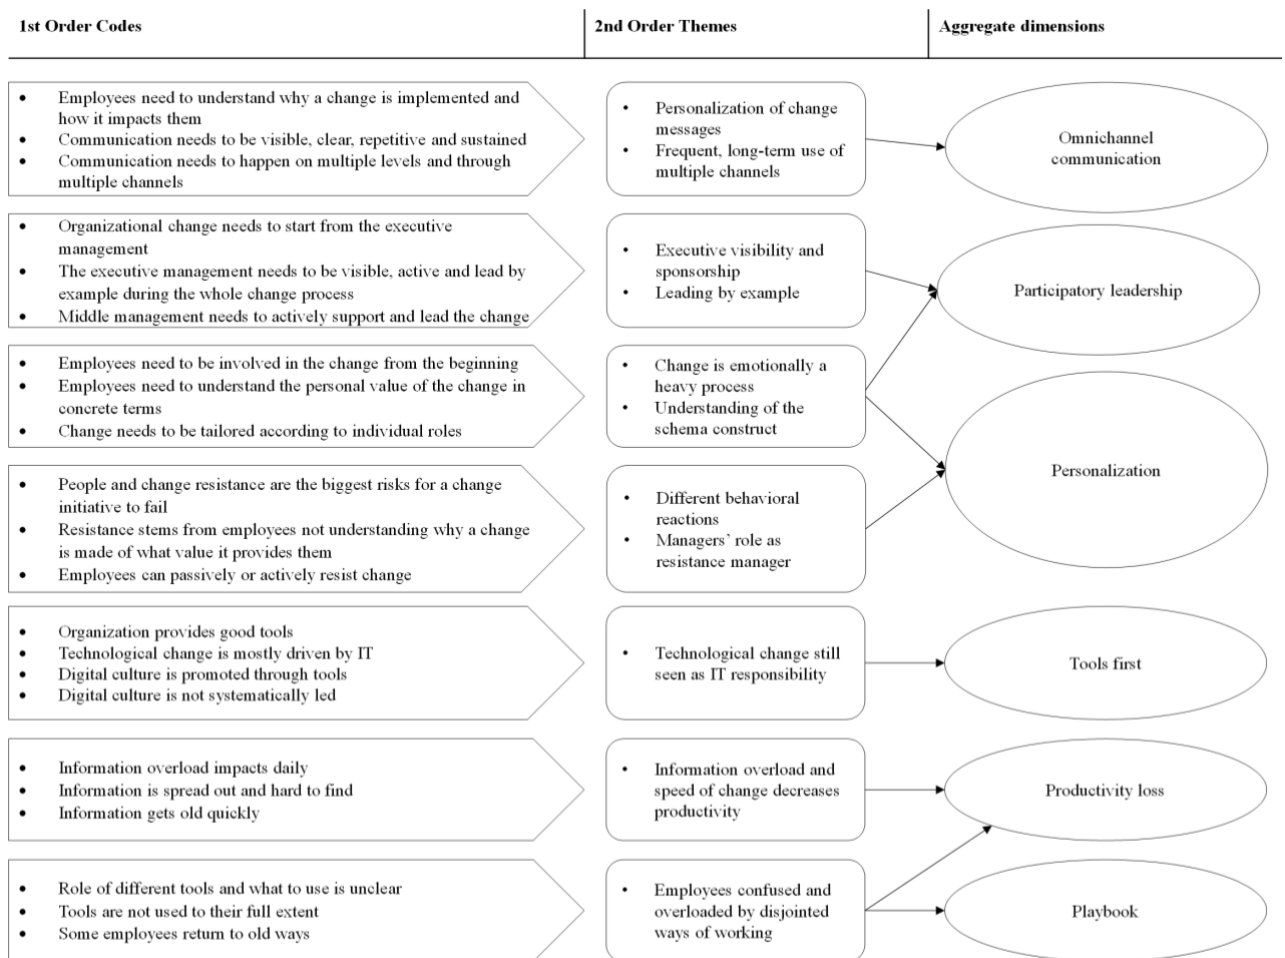 1st Order Codes
2nd Order Themes
Aggregate dimensions
• Employees need to understand why a change is implemented and
how it impacts them
• Communication needs to be visible, clear, repetitive and sustained
• Communication needs to happen on multiple levels and through
multiple channels
• Personalization of change
messages
• Frequent, long-term use of
multiple channels
Omnichannel
communication
• Organizational change needs to start from the executive
management
• The executive management needs to be visible, active and lead by
example during the whole change process
• Middle management needs to actively support and lead the change
• Executive visibility and
sponsorship
• Leading by example
Participatory leadership
• Employees need to be involved in the change from the beginning
• Employees need to understand the personal value of the change in
concrete terms
• Change needs to be tailored according to individual roles
• Change is emotionally a
heavy process
• Understanding of the
schema construct
Personalization
• People and change resistance are the biggest risks for a change
initiative to fail
• Resistance stems from employees not understanding why a change
is made of what value it provides them
• Employees can passively or actively resist change
• Different behavioral
reactions
• Managers’ role as
resistance manager
• Organization provides good tools
• Technological change is mostly driven by IT
• Digital culture is promoted through tools
• Digital culture is not systematically led
• Technological change still
seen as IT responsibility
Tools first
• Information overload impacts daily
• Information is spread out and hard to find
• Information gets old quickly
• Information overload and
speed of change decreases
productivity
Productivity loss
• Role of different tools and what to use is unclear
• Tools are not used to their full extent
• Some employees return to old ways
• Employees confused and
overloaded by disjointed
ways of working
Playbook